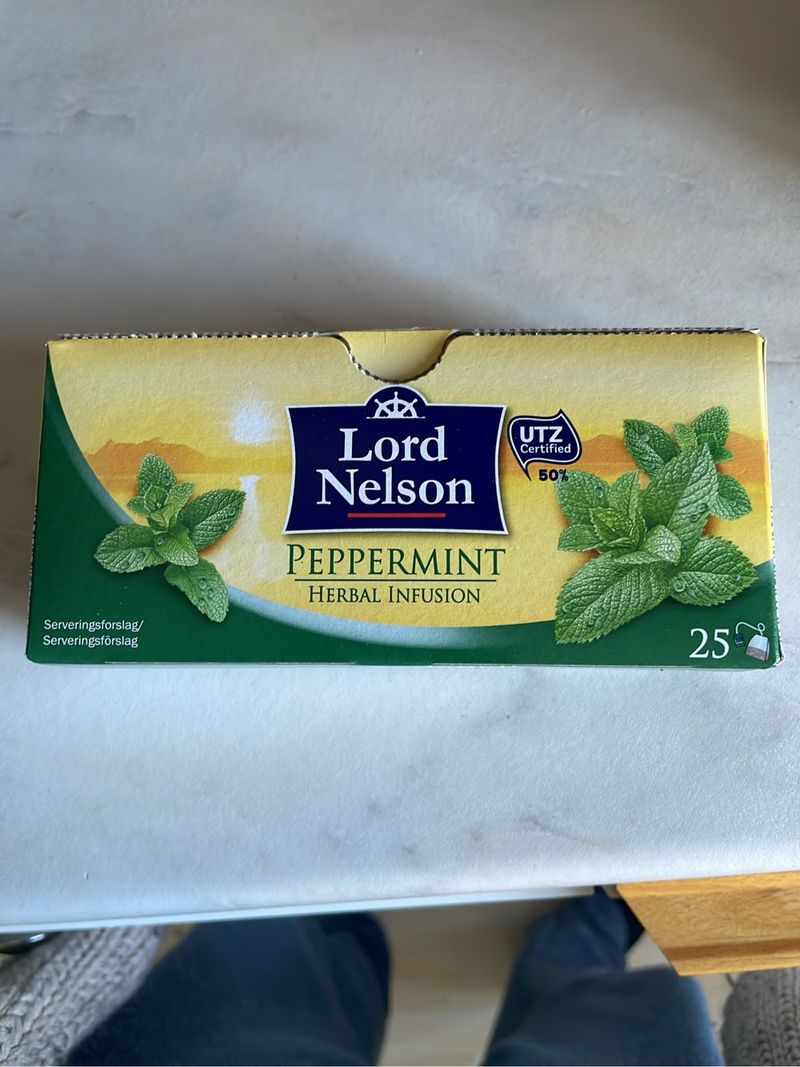 Lord
Nelson
UTZ
Certified
50%
PEPPERMINT
HERBAL INFUSION
Serveringsforslag/
Serveringsförslag
25